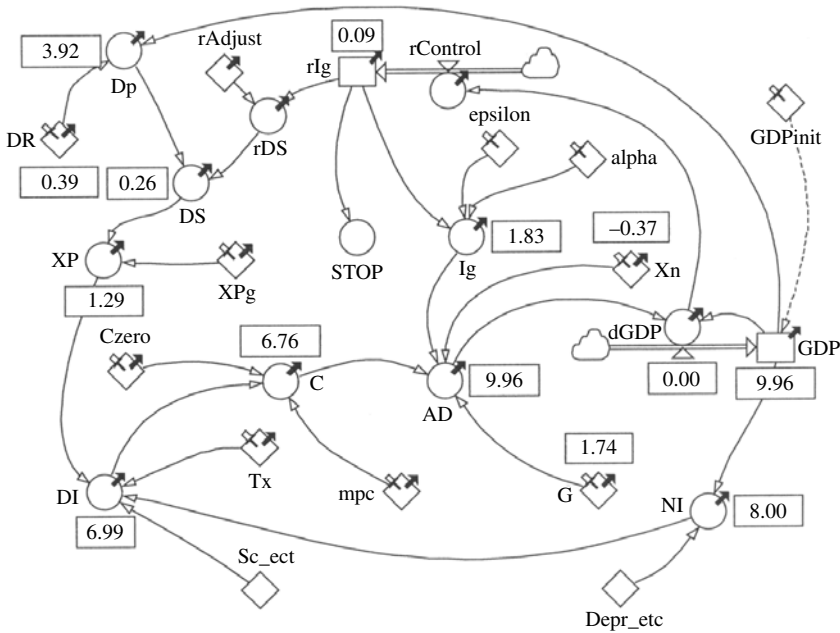 rAdjust
0.09
rControl
3.92
rIg
Dp
epsilon
GDPinit
DR
rDS
alpha
0.39
0.26
DS
–0.37
1.83
XP
XPg
STOP
Ig
Xn
1.29
Czero
6.76
dGDP
GDP
C
AD
9.96
0.00
9.96
1.74
Tx
mpc
G
DI
NI
8.00
6.99
Sc_ect
Depr_etc